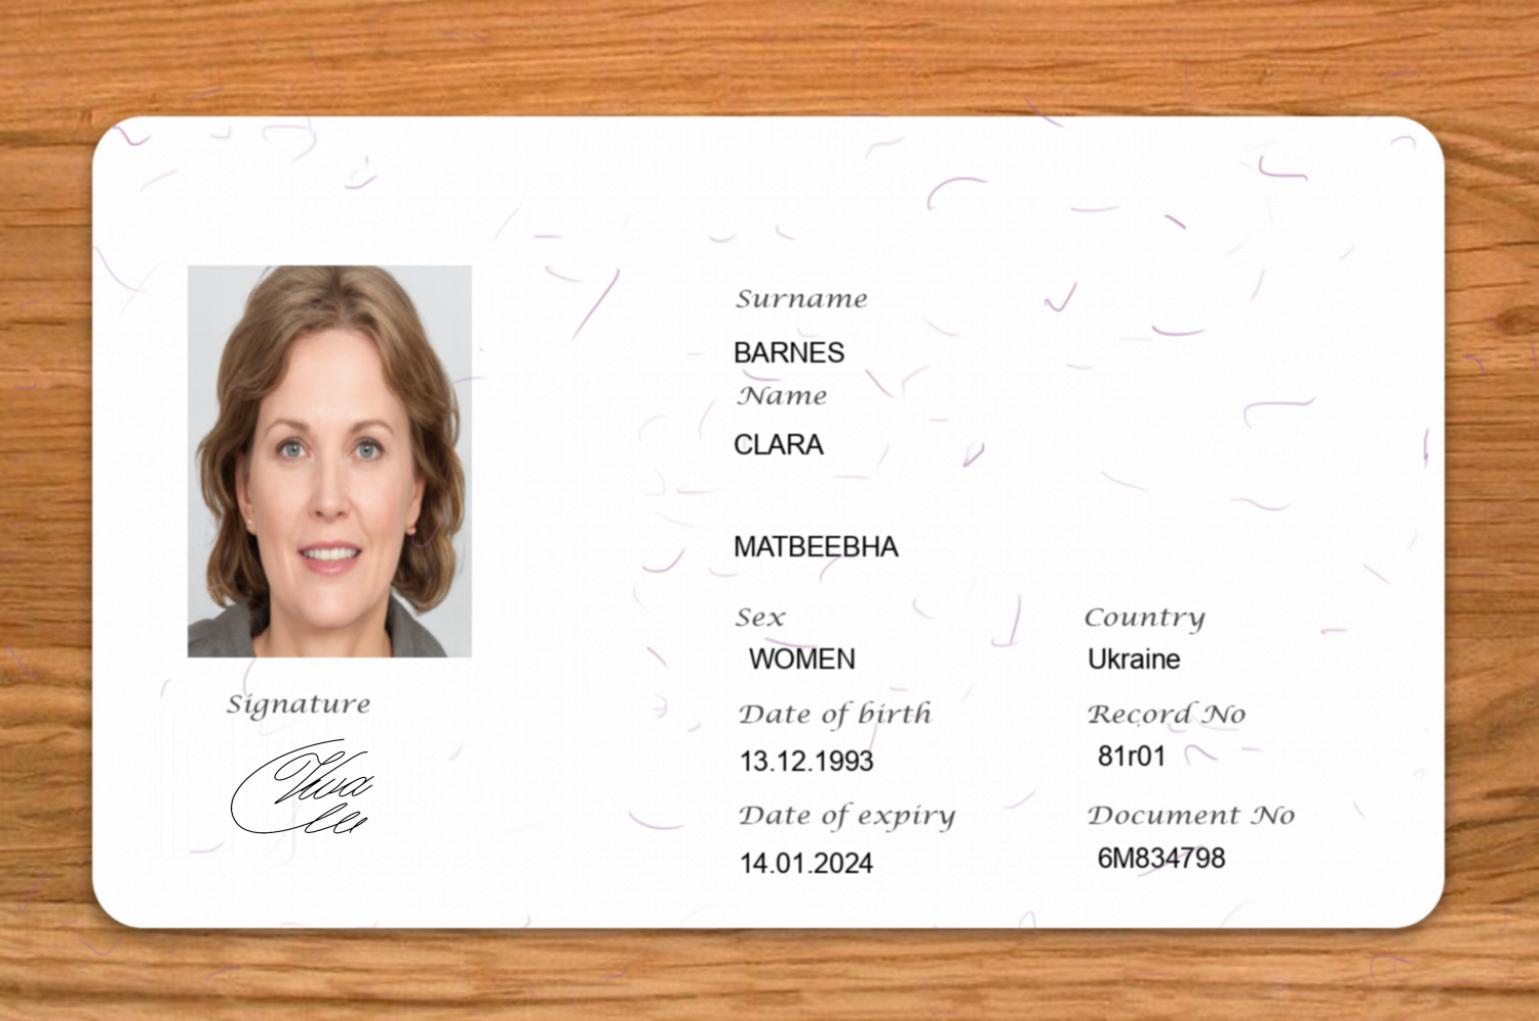 Surname
BARNES
Name
CLARA
MATBEEBHA
Sex
Country
WOMEN
Ukraine
Date of birth
Record No
13.12.1993
81r01
Date of expiry
Document No
14.01.2024
6M834798
Signature